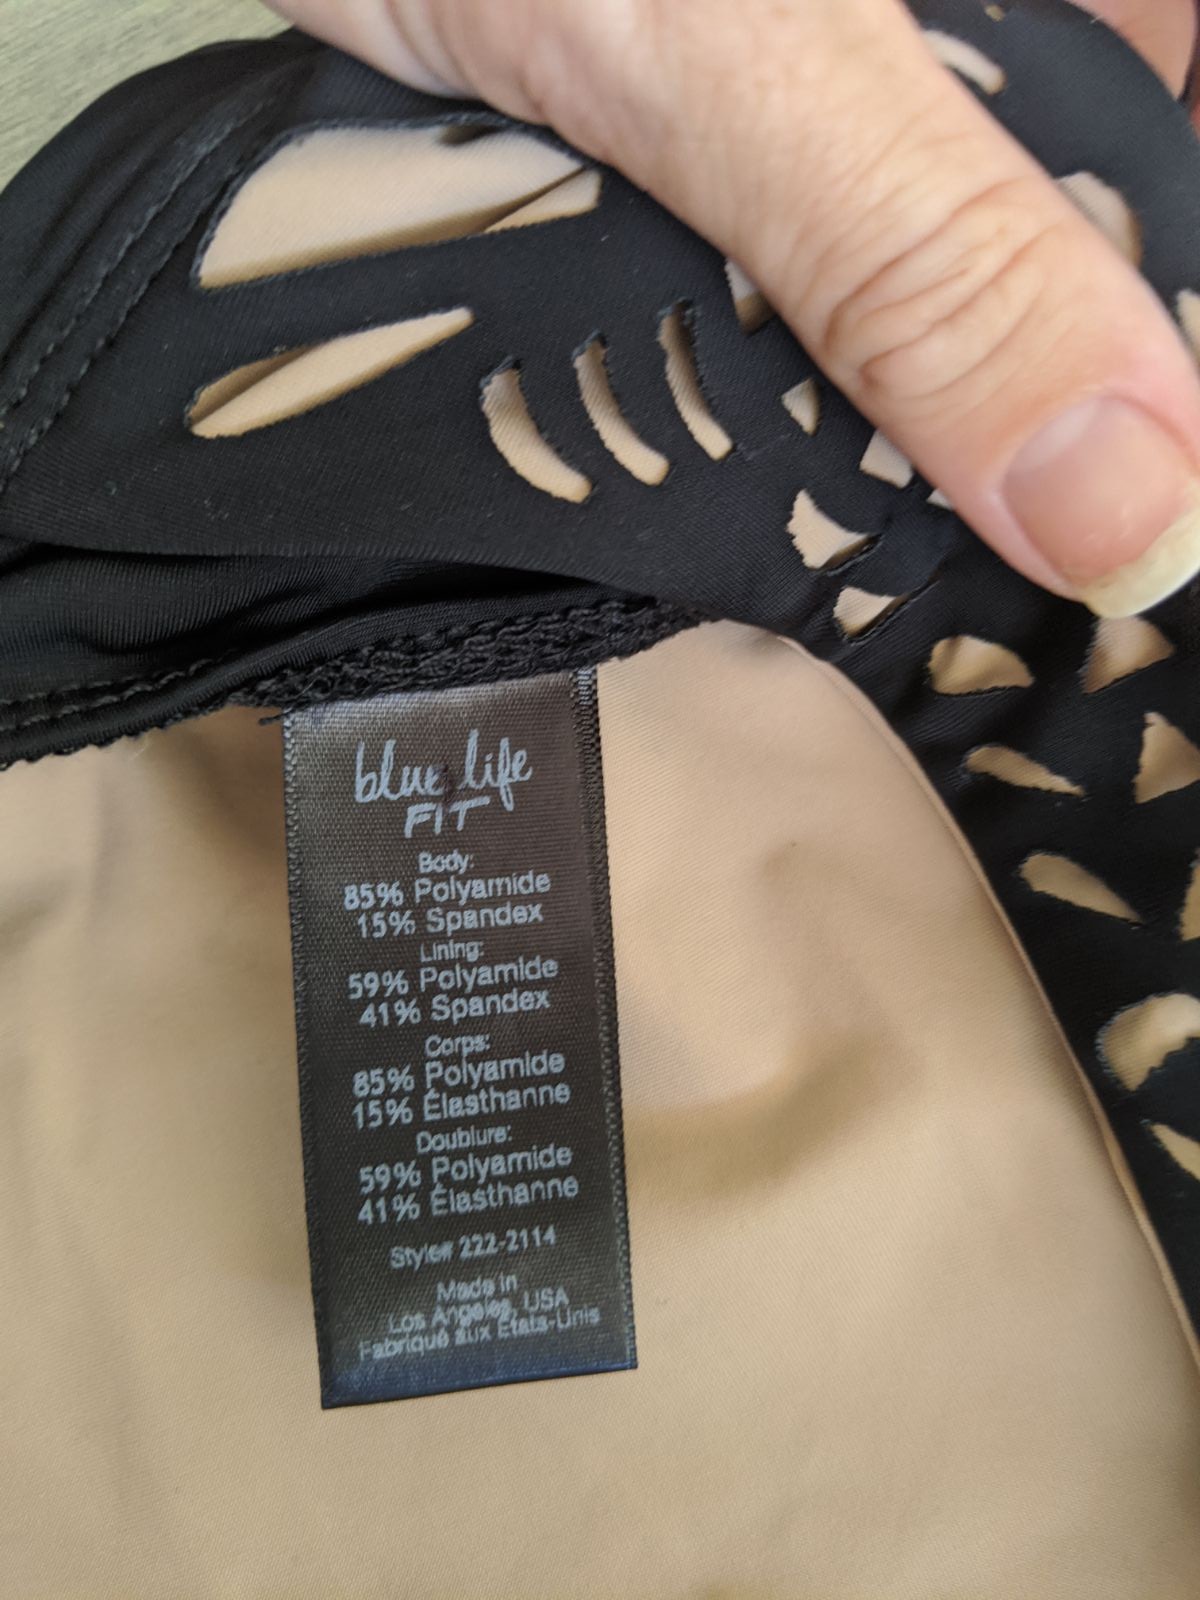 blue life
FIT
Body:
85% Polyamide
15% Spandex
Lining:
59% Polyamide
41% Spandex
Corps:
85% Polyamide
15% Élasthanne
Doublure:
59% Polyamide
41% Élasthanne
Style# 222-2114
Made in
Los Angeles, USA
Fabriqué aux États-Unis